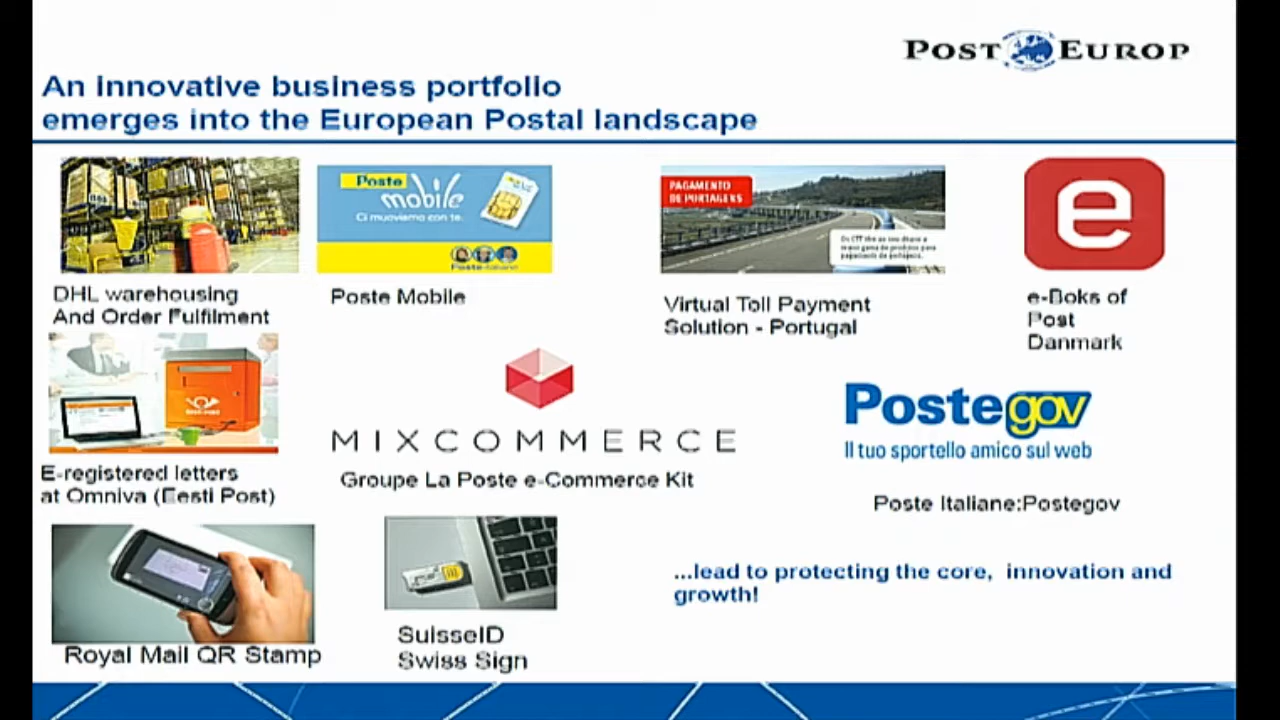 POST EUROP
An innovative business portfolio
emerges into the European Postal landscape
Poste
mobile
Ci muoviamo con te.
Posteitaliane
PAGAMENTO
DE PORTAGENS
e
DHL warehousing
And Order Fulfilment
Poste Mobile
Virtual Toll Payment
Solution - Portugal
e-Boks of
Post
Danmark
MIXCOMMERCE
Groupe La Poste e-Commerce Kit
Postegov
Il tuo sportello amico sul web
E-registered letters
at Omniva (Eesti Post)
Poste Italiane:Postegov
...lead to protecting the core, innovation and
growth!
Royal Mail QR Stamp
SuisseID
Swiss Sign